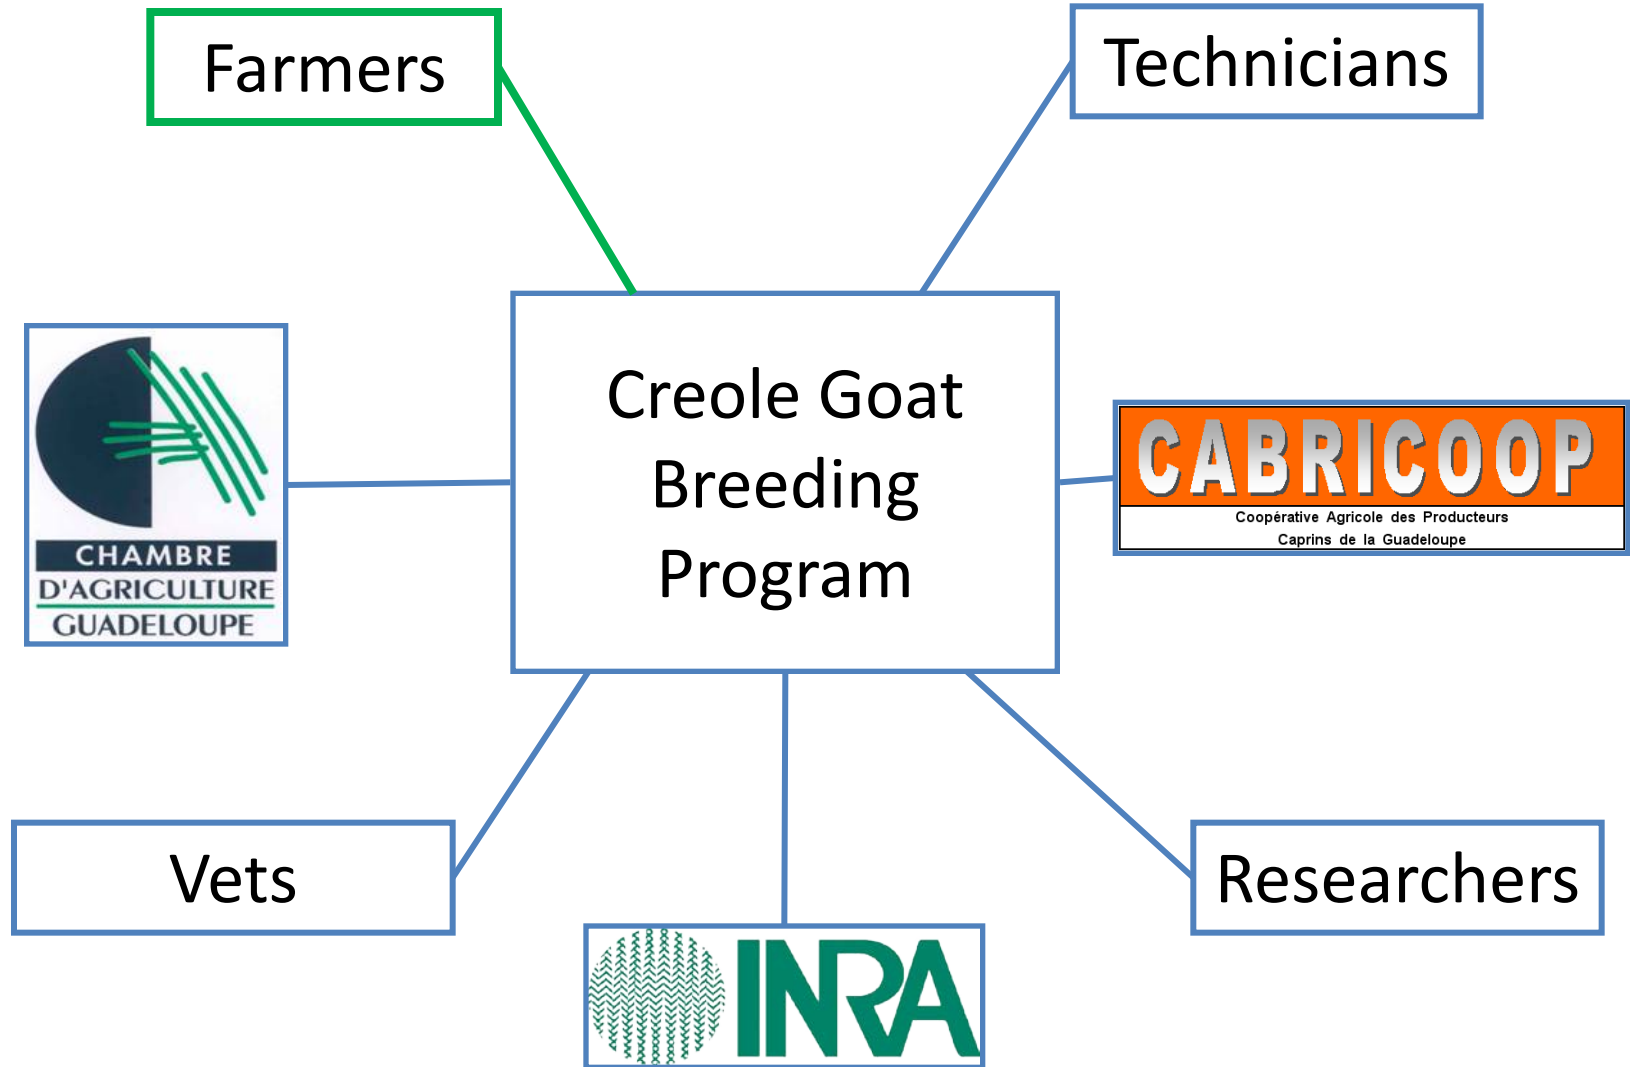 Farmers
Technicians
Creole Goat
Breeding
Program
CHAMBRE
D'AGRICULTURE
GUADELOUPE
CABRICOOP
Coopérative Agricole des Producteurs
Caprins de la Guadeloupe
Vets
Researchers
INRA